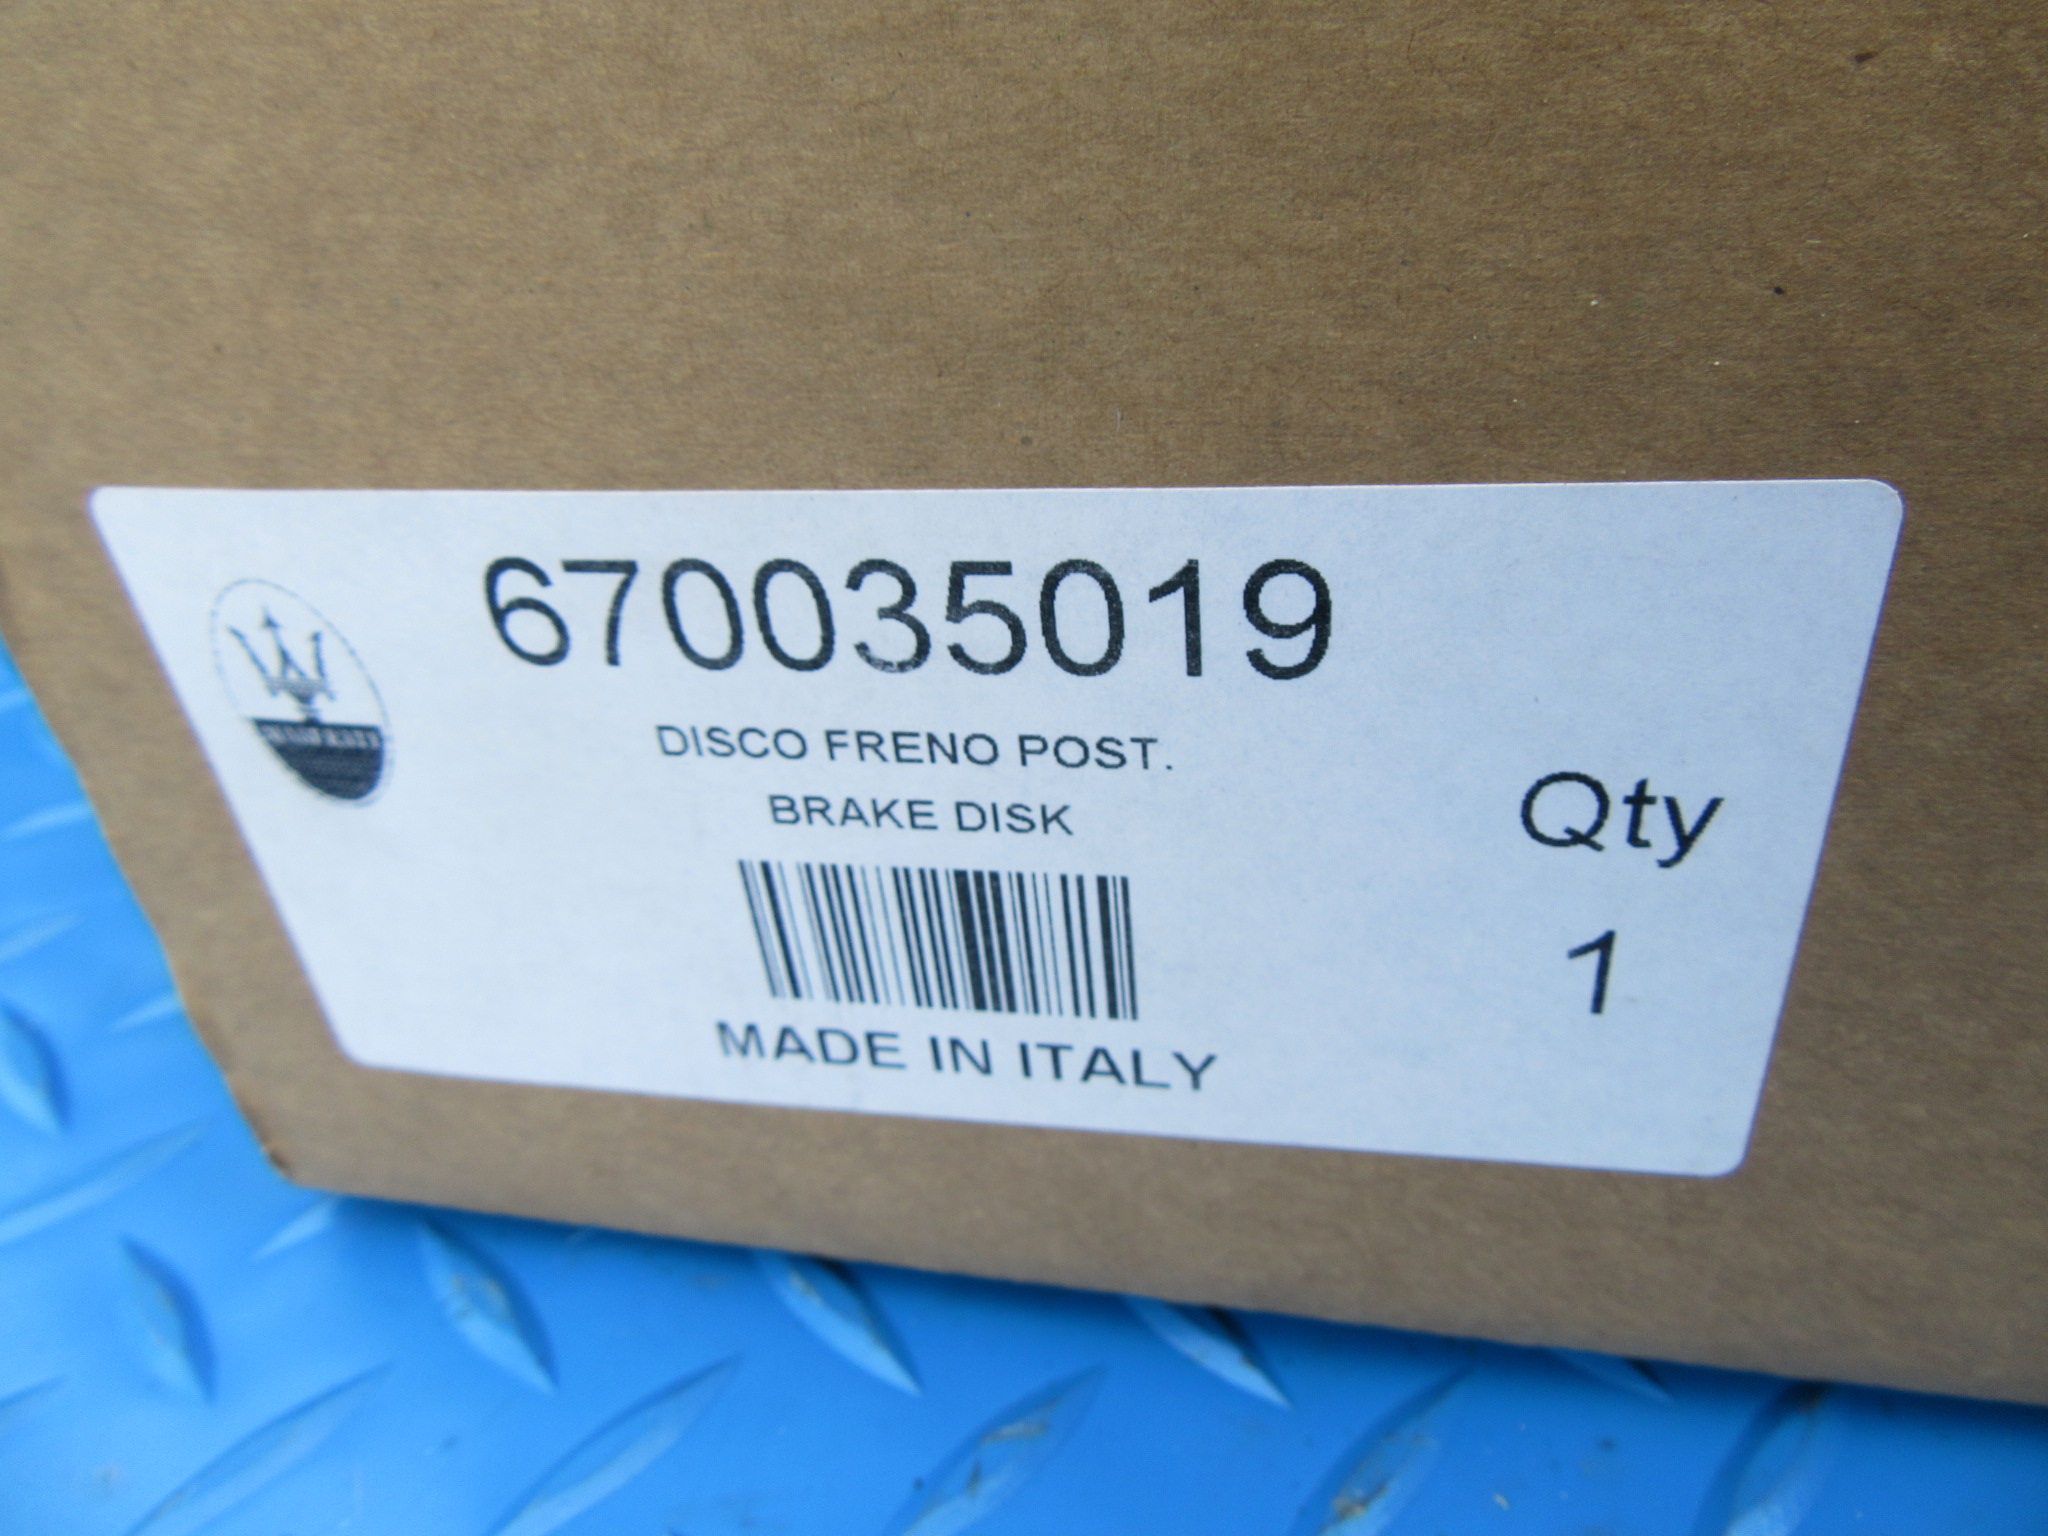 670035019
DISCO FRENO POST.
BRAKE DISK
MADE IN ITALY
Qty
1